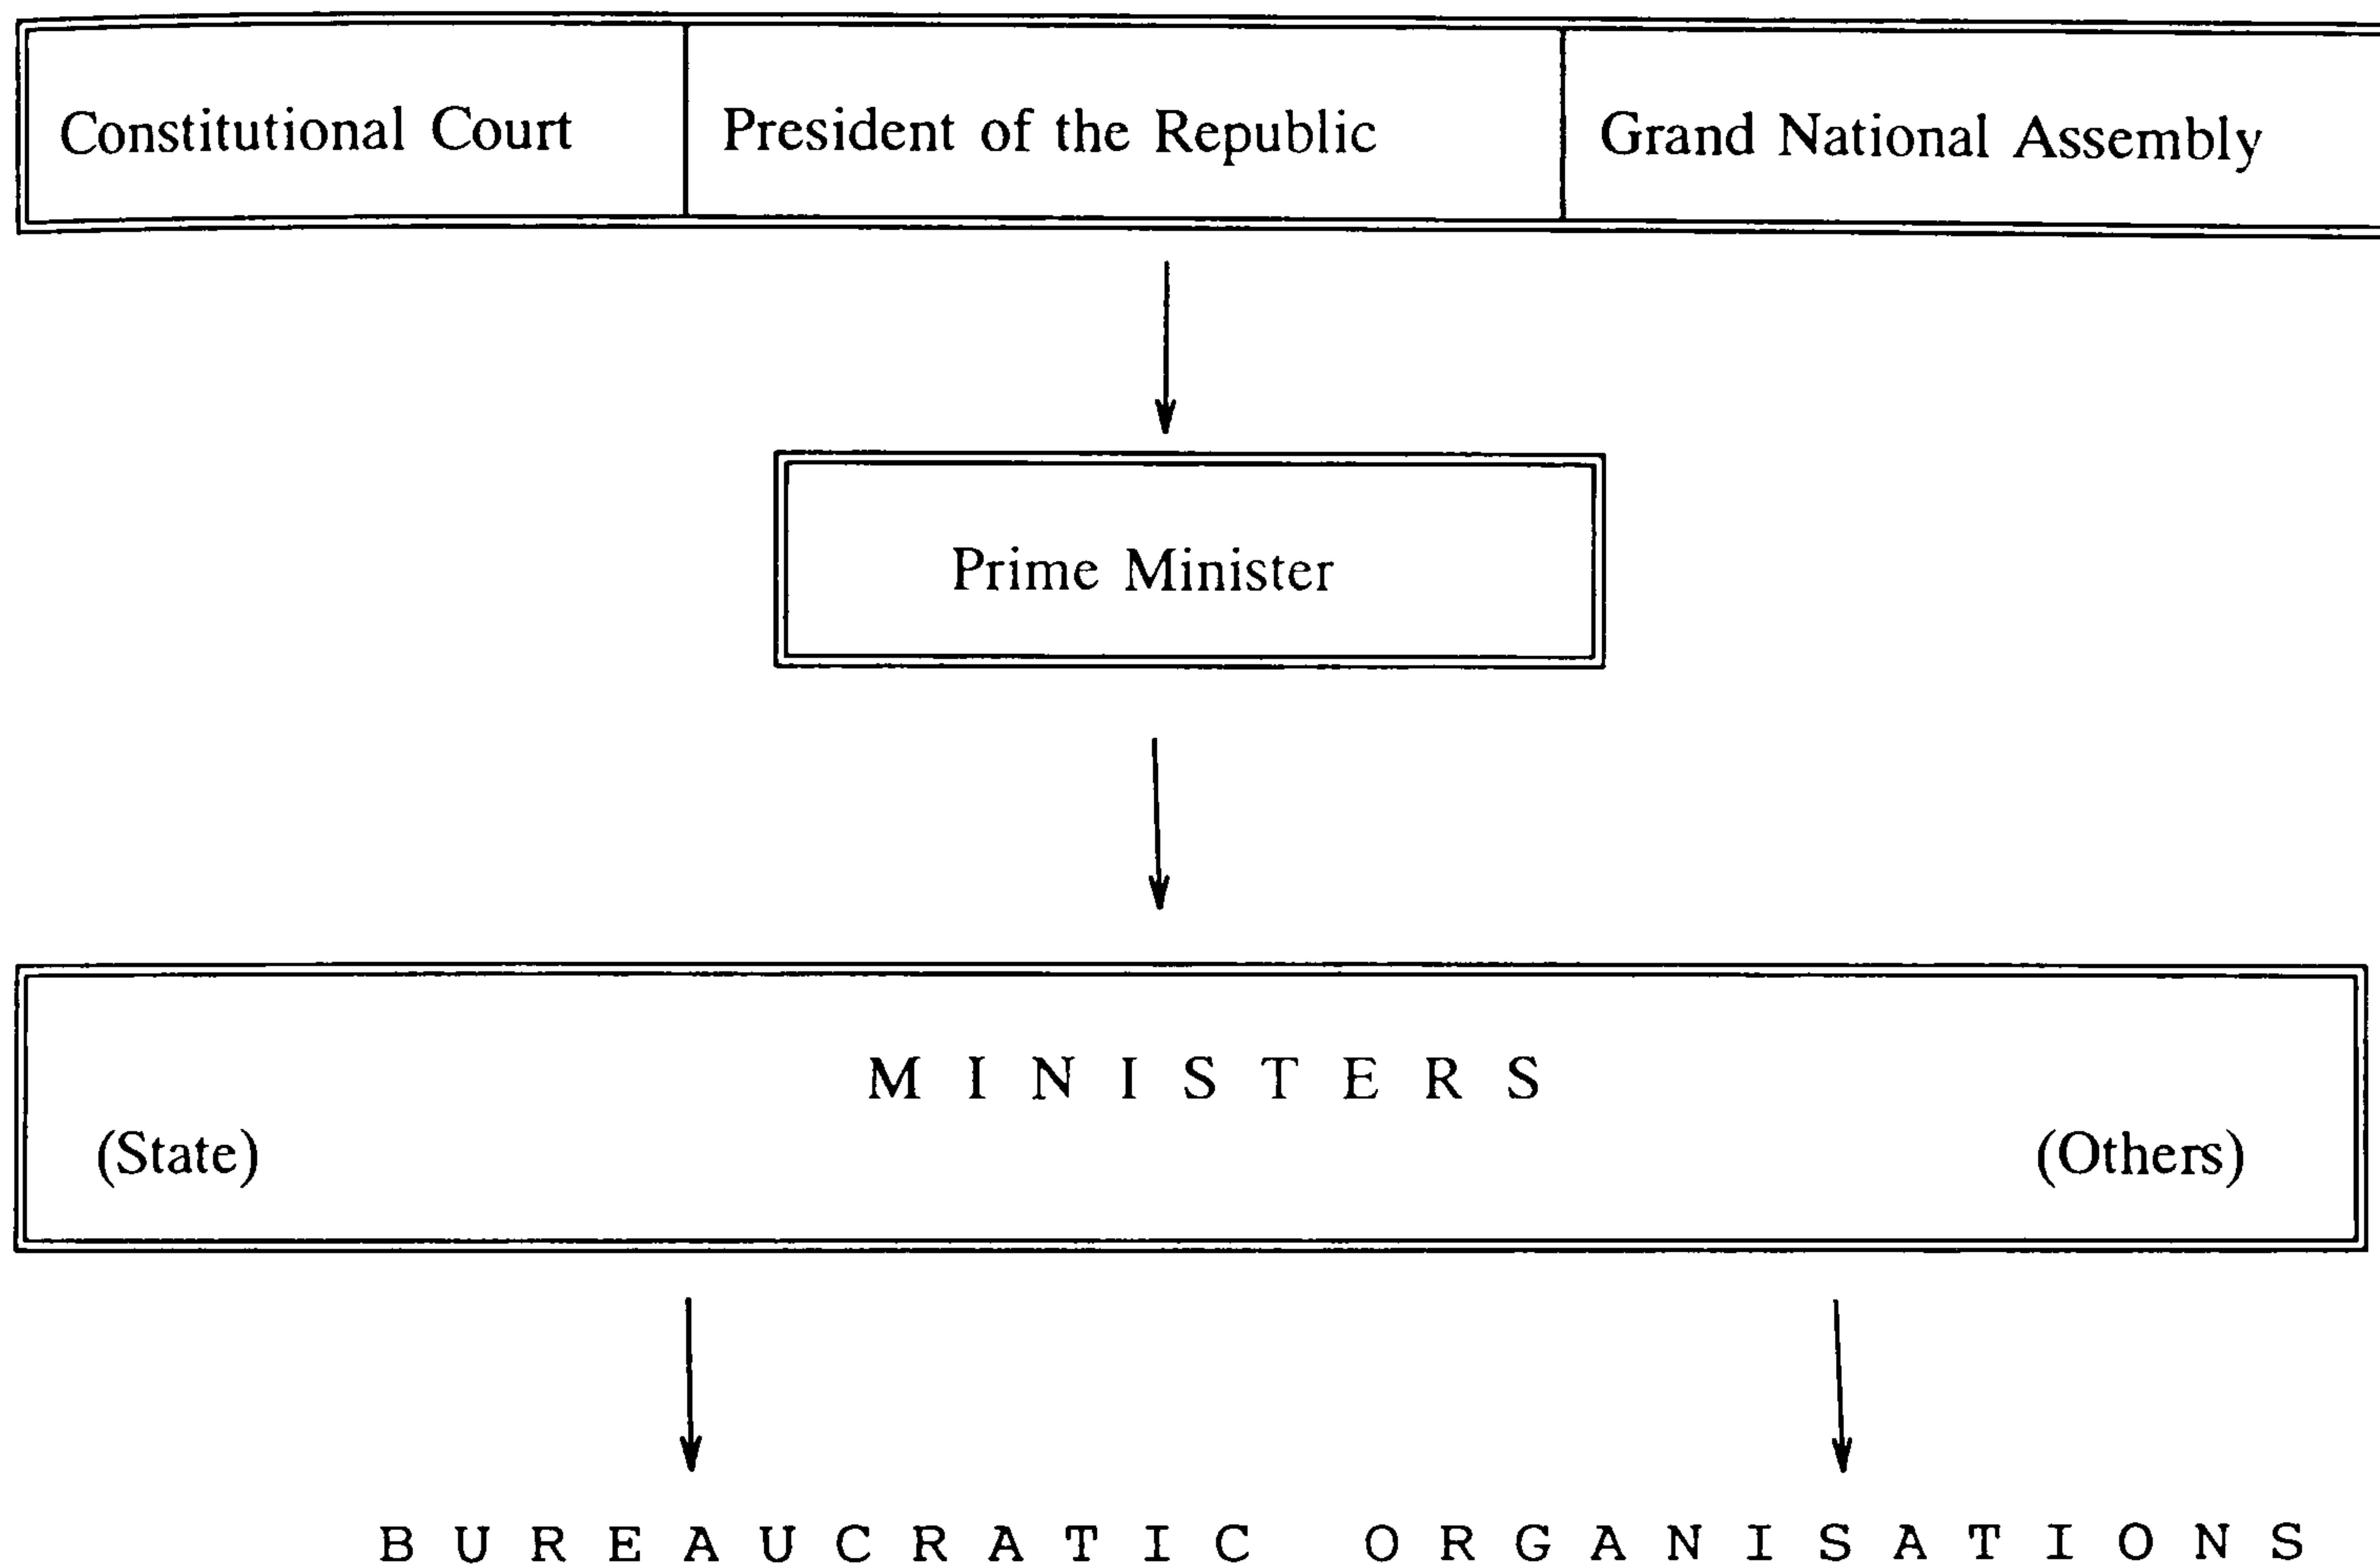 Constitutional Court President of the Republic Grand National Assembly
Prime Minister
M I N I S T E R S
(State) (Others)
B U R E A U C R A T I C O R G A N I S A T I O N S